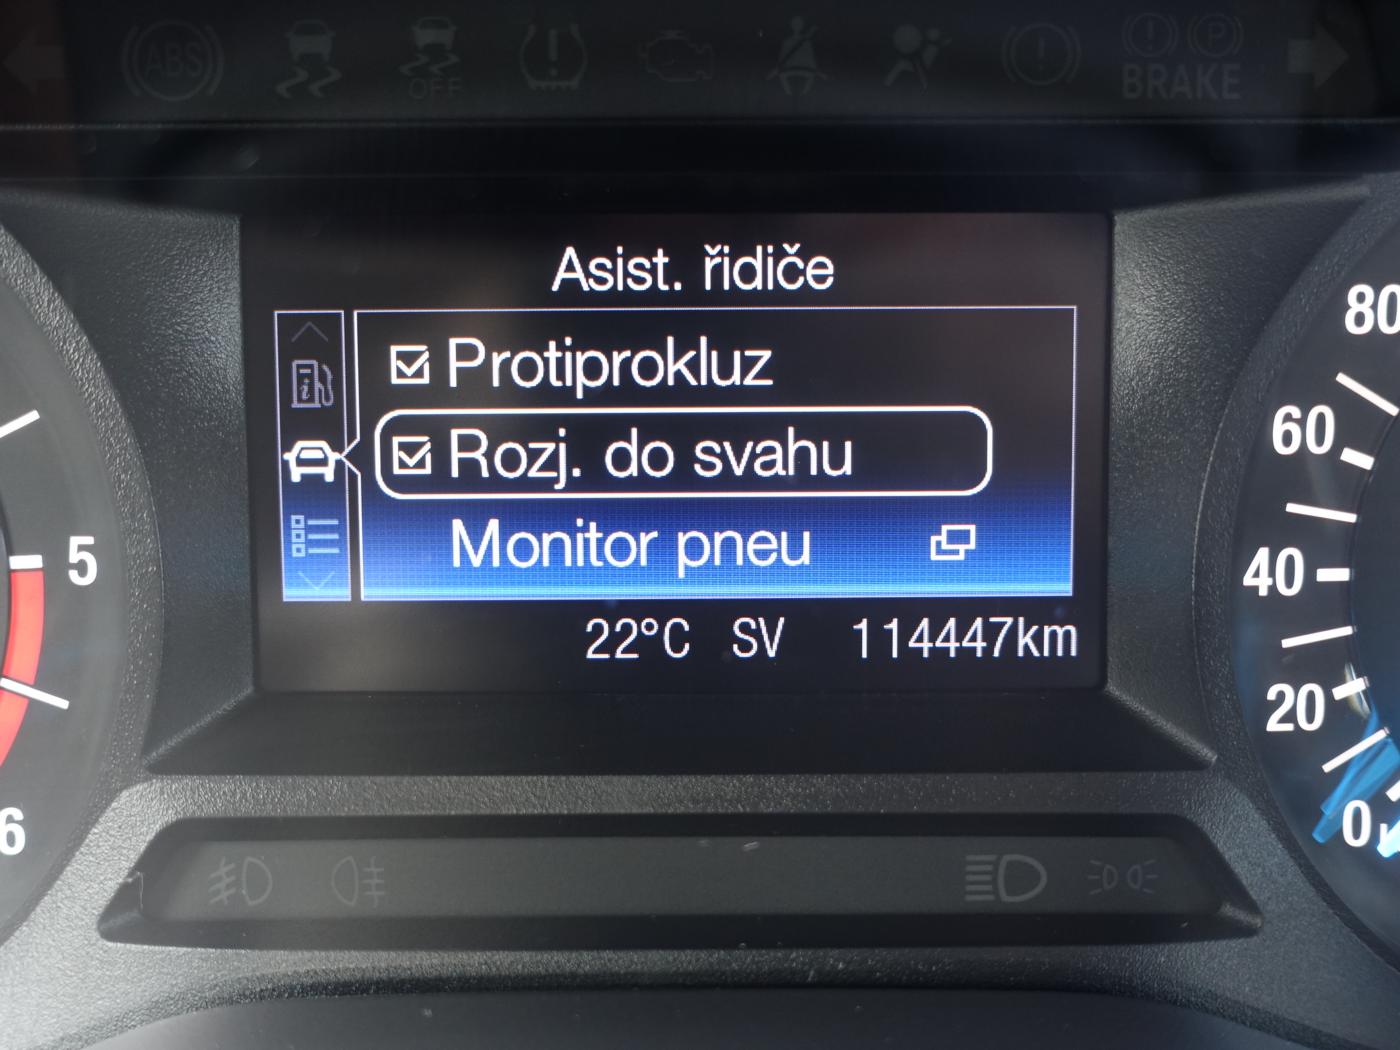 ABS
OFF
BRAKE
Asist. řidiče
Protiprokluz
Rozj. do svahu
Monitor pneu
22°C SV 114447km
5
6
80
60
40
20
0